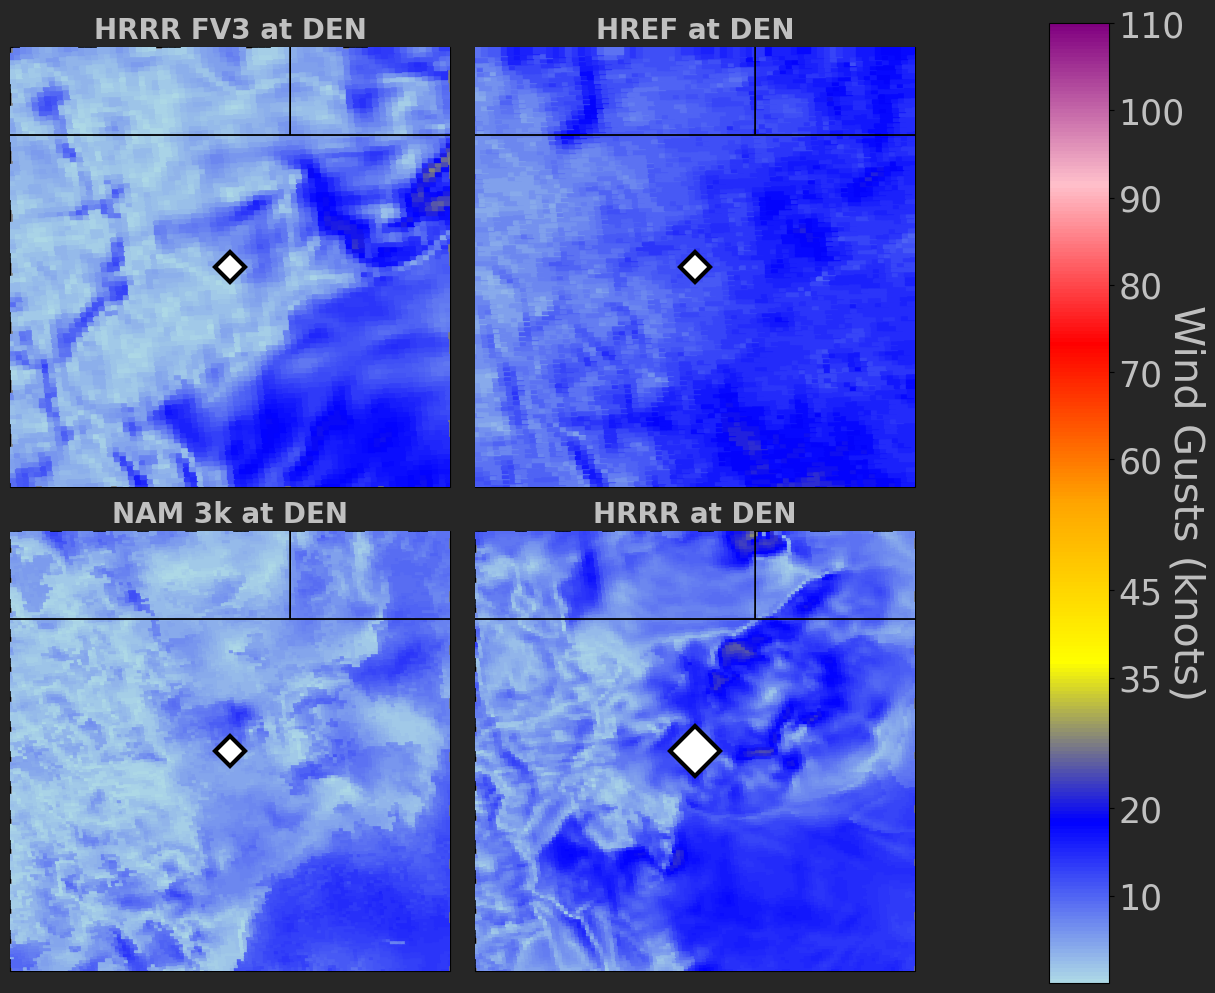 HRRR FV3 at DEN
HREF at DEN
NAM 3k at DEN
HRRR at DEN
110
100
90
80
70
60
45
35
20
10
Wind Gusts (knots)